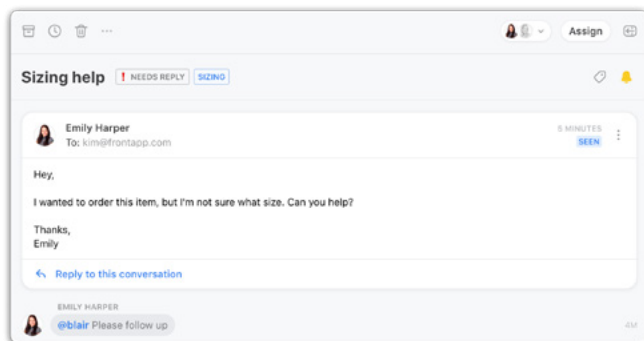 Assign
Sizing help ! NEEDS REPLY SIZING
Emily Harper
To: kim@frontapp.com
5 MINUTES
SEEN
Hey,
I wanted to order this item, but I'm not sure what size. Can you help?
Thanks,
Emily
Reply to this conversation
EMILY HARPER
@blair Please follow up
4M